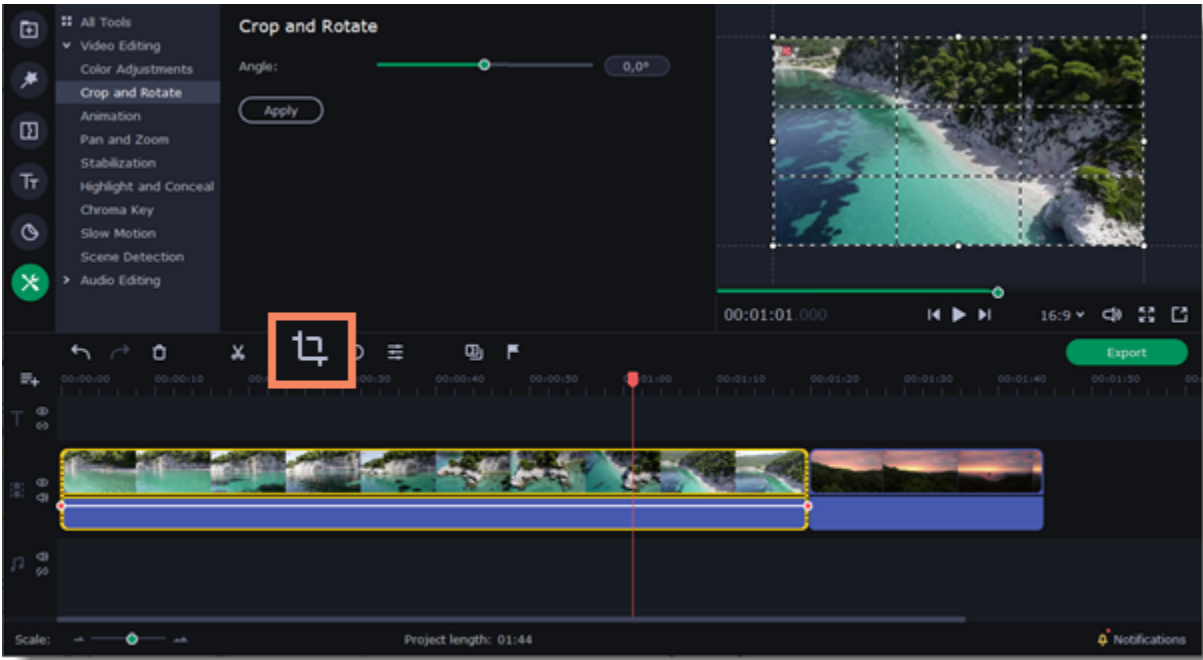 All Tools
Video Editing
Color Adjustments
Crop and Rotate
Animation
Pan and Zoom
Stabilization
Highlight and Conceal
Chroma Key
Slow Motion
Scene Detection
Audio Editing
Crop and Rotate
Angle:
0,0°
Apply
00:01:01.000
16:9
Export
00:00:00
00:00:10
00:00:40
00:00:50
00:01:10
00:01:20
00:01:30
00:01:40
00:01:50
Scale:
Project length: 01:44
Notifications